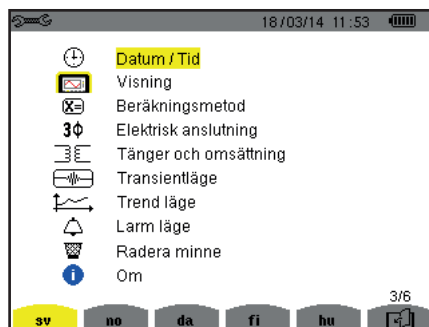 18/03/14 11:53
Datum / Tid
Visning
X= Beräkningsmetod
3Φ Elektrisk anslutning
Tänger och omsättning
Transientläge
Trend läge
Larm läge
Radera minne
i Om
3/6
sv no da fi hu